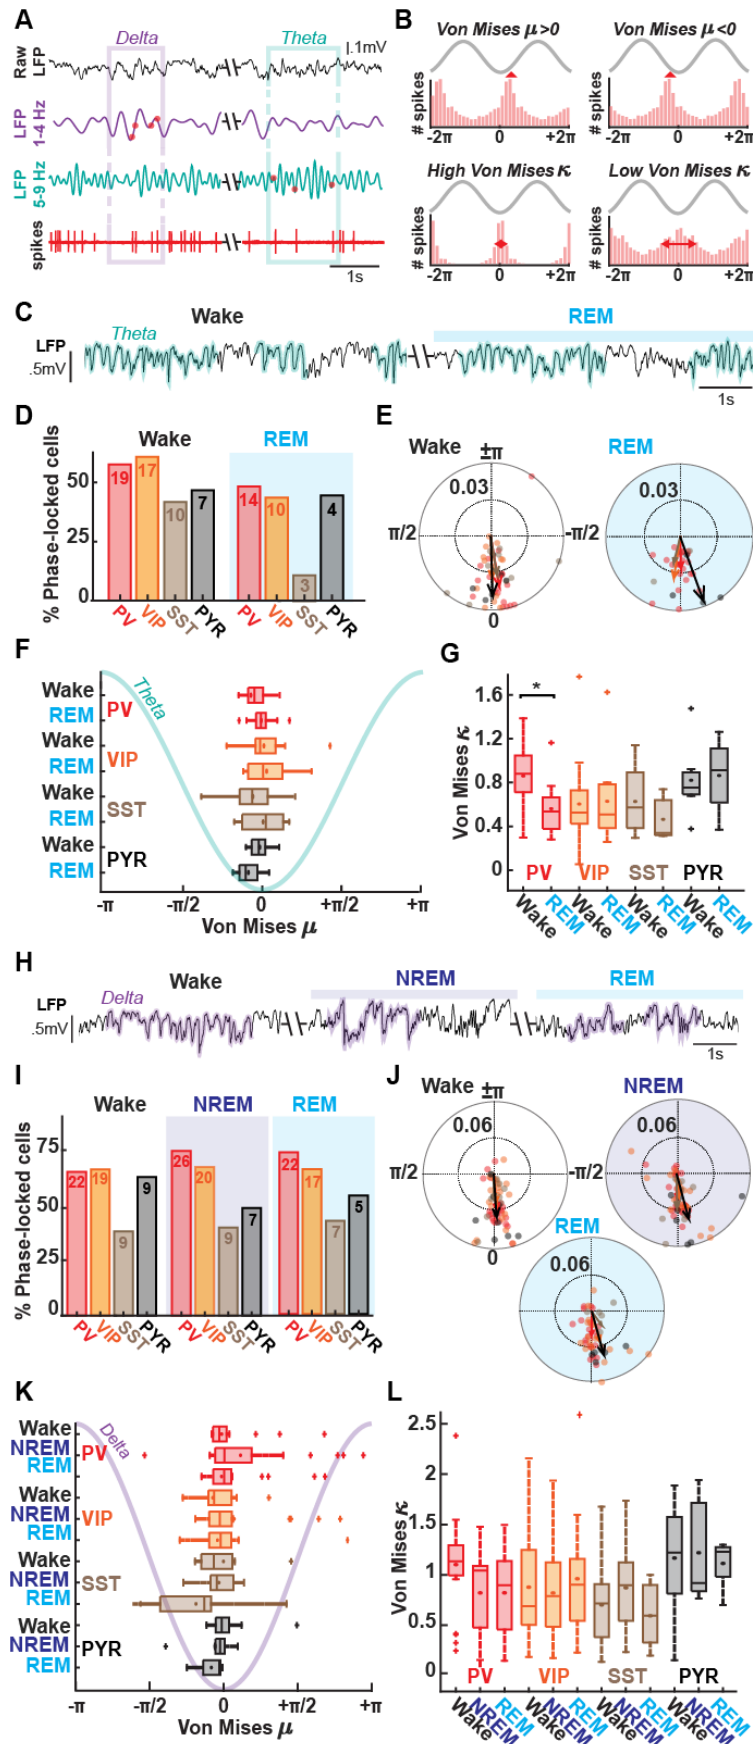 A
Delta
Theta
.1mV
Raw
LFP
LFP
1-4 Hz
LFP
5-9 Hz
spikes
1s
B
Von Mises μ>0
Von Mises μ<0
# spikes
# spikes
-2π 0 +2π
-2π 0 +2π
High Von Mises κ
Low Von Mises κ
# spikes
# spikes
-2π 0 +2π
-2π 0 +2π
C
Wake
REM
Theta
LFP
.5mV
1s
D
Wake
REM
% Phase-locked cells
50
25
0
19
17
10
7
14
10
3
4
PV
VIP
SST
PYR
PV
VIP
SST
PYR
E
Wake
±π
REM
0.03
0.03
π/2
-π/2
0
F
Theta
Wake
REM
PV
Wake
REM
VIP
Wake
REM
SST
Wake
REM
PYR
-π -π/2 0 +π/2 +π
Von Mises μ
G
*
Von Mises κ
1.6
1.2
0.8
0.4
0
PV VIP SST PYR
Wake
REM
Wake
REM
Wake
REM
Wake
REM
H
Wake
NREM
REM
Delta
LFP
.5mV
1s
I
Wake
NREM
REM
% Phase-locked cells
75
50
25
0
22
19
9
9
26
20
9
7
22
17
7
5
PV
VIP
SST
PYR
PV
VIP
SST
PYR
PV
VIP
SST
PYR
J
Wake
±π
NREM
0.06
0.06
π/2
-π/2
0
REM
0.06
K
Delta
Wake
NREM
REM
PV
Wake
NREM
REM
VIP
Wake
NREM
REM
SST
Wake
NREM
REM
PYR
-π -π/2 0 +π/2 +π
Von Mises μ
L
Von Mises κ
2.5
2
1.5
1
0.5
0
PV VIP SST PYR
Wake
NREM
REM
Wake
NREM
REM
Wake
NREM
REM
Wake
NREM
REM